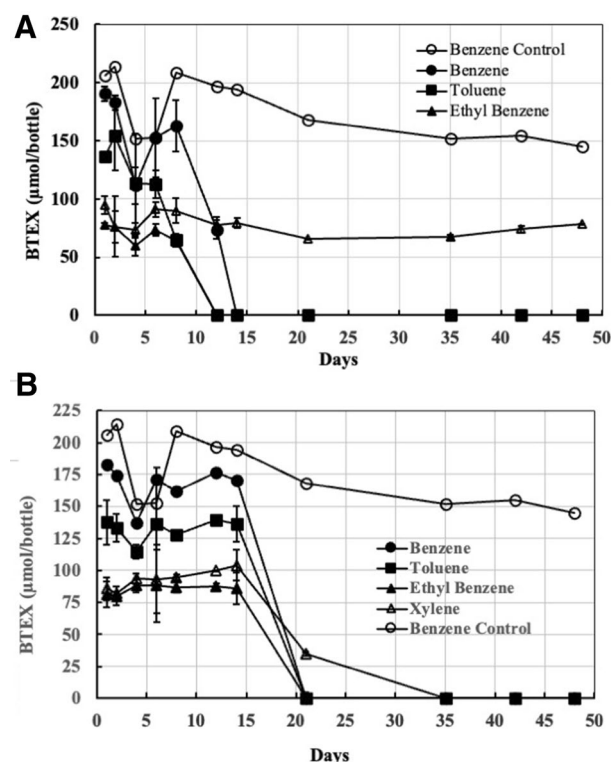 A
250
200
150
100
50
0
BTEX (μmol/bottle)
Benzene Control
Benzene
Toluene
Ethyl Benzene
0 5 10 15 20 25 30 35 40 45 50
Days
B
225
200
175
150
125
100
75
50
25
0
BTEX (μmol/bottle)
Benzene
Toluene
Ethyl Benzene
Xylene
Benzene Control
0 5 10 15 20 25 30 35 40 45 50
Days